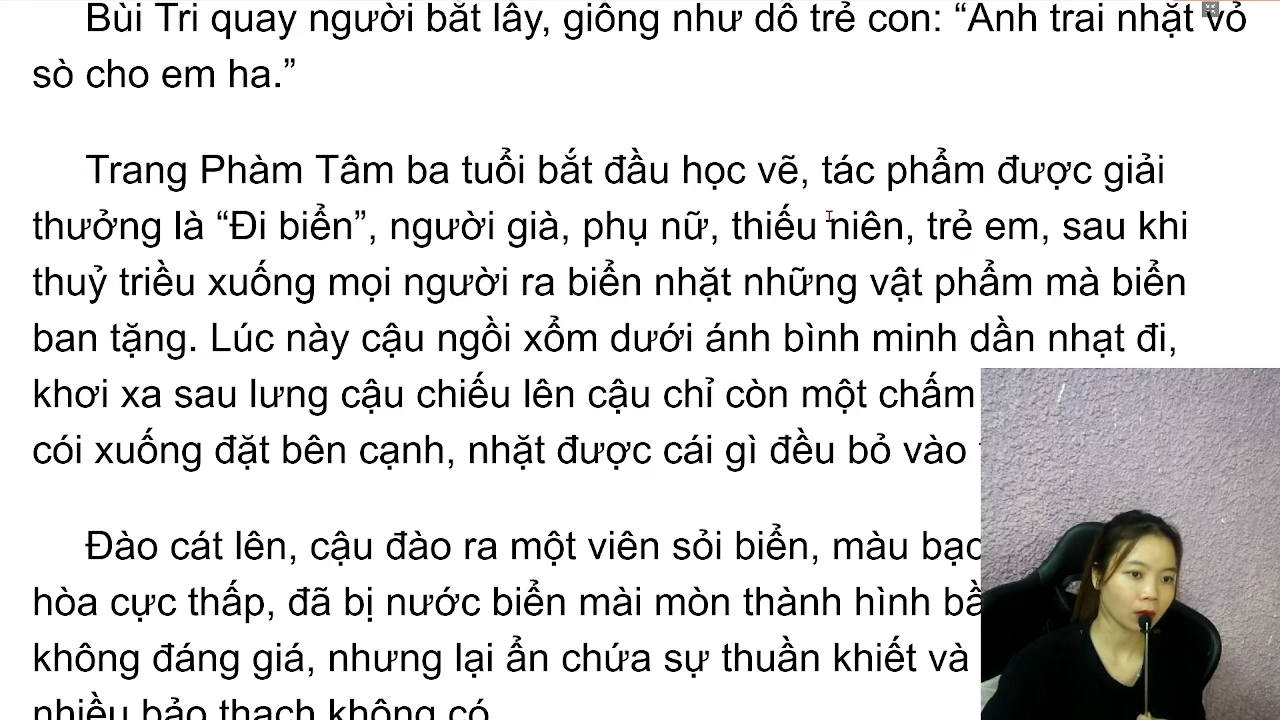 Bùi Tri quay người bắt lấy, giống như dỗ trẻ con: “Anh trai nhặt vỏ
sò cho em ha.”
Trang Phàm Tâm ba tuổi bắt đầu học vẽ, tác phẩm được giải
thưởng là “Đi biển”, người già, phụ nữ, thiếu niên, trẻ em, sau khi
thuỷ triều xuống mọi người ra biển nhặt những vật phẩm mà biển
ban tặng. Lúc này cậu ngồi xổm dưới ánh bình minh dần nhạt đi,
khơi xa sau lưng cậu chiếu lên cậu chỉ còn một chấm
cói xuống đặt bên cạnh, nhặt được cái gì đều bỏ vào
Đào cát lên, cậu đào ra một viên sỏi biển, màu
hòa cực thấp, đã bị nước biển mài mòn thành hình
không đáng giá, nhưng lại ẩn chứa sự thuần khiết và
nhiều bảo thạch không có